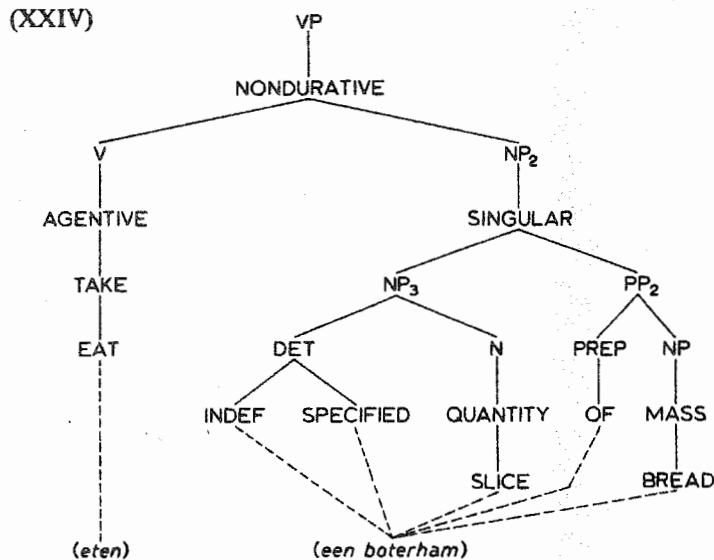 (XXIV)
VP
NONDURATIVE
V NP₂
AGENTIVE SINGULAR
TAKE NP₃ PP₂
EAT DET N PREP NP
INDEF SPECIFIED QUANTITY OF MASS
SLICE BREAD
(eten) (een boterham)